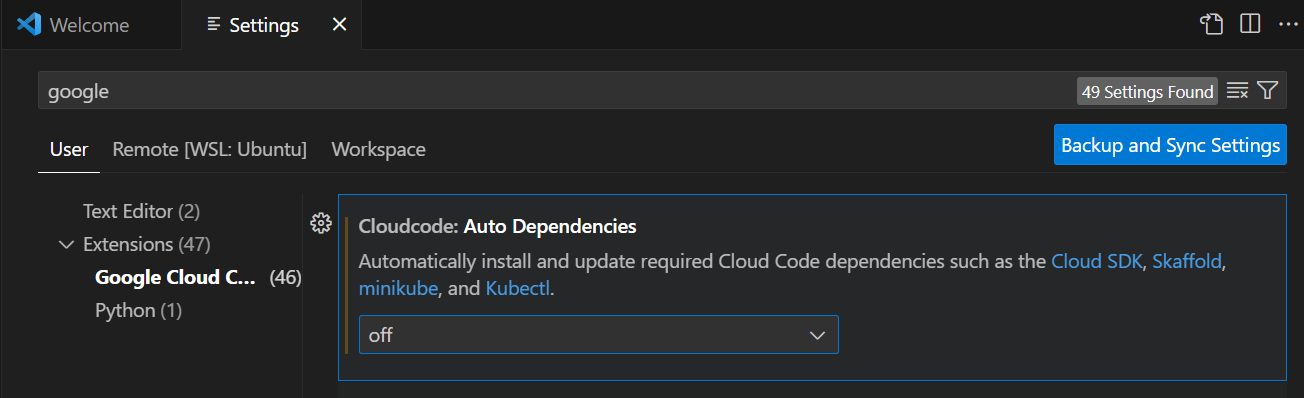 Welcome
Settings
google
49 Settings Found
User
Remote [WSL: Ubuntu]
Workspace
Backup and Sync Settings
Text Editor (2)
Extensions (47)
Google Cloud C... (46)
Python (1)
Cloudcode: Auto Dependencies
Automatically install and update required Cloud Code dependencies such as the Cloud SDK, Skaffold,
minikube, and Kubectl.
off